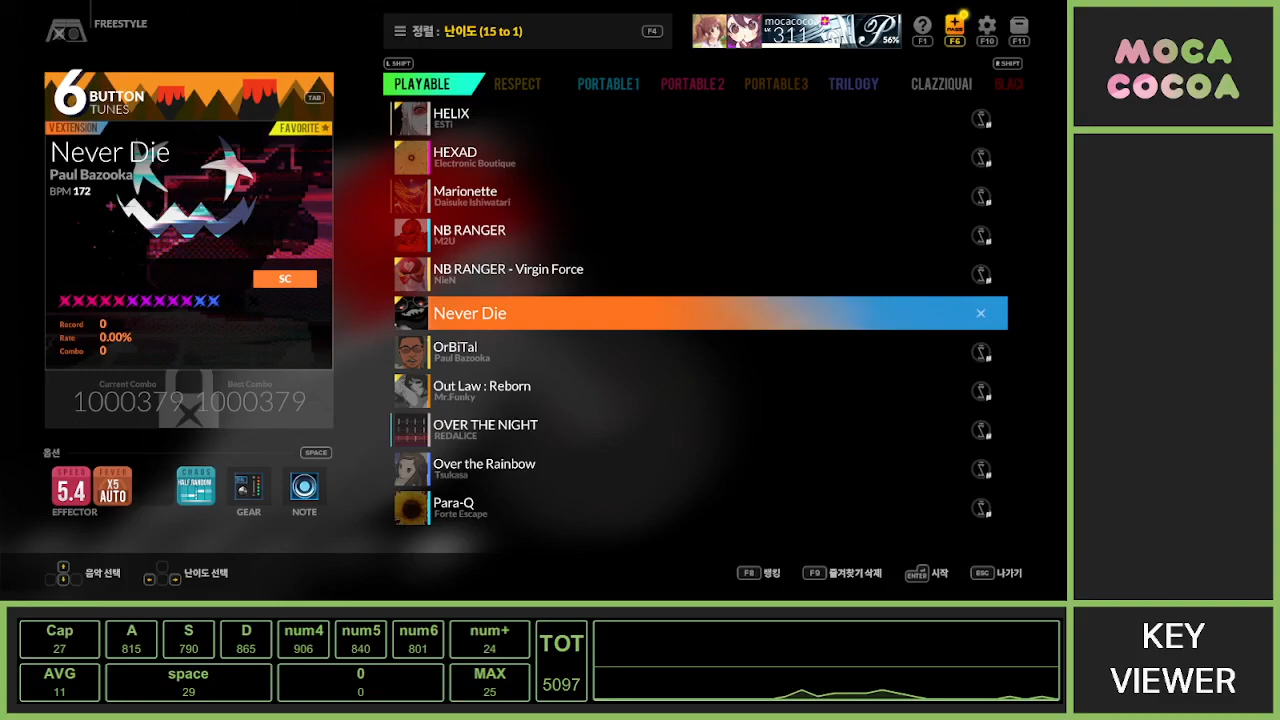 FREESTYLE
정렬 : 난이도 (15 to 1)
F4
mocacoco
LV. 311
56%
PASS
F1
F6
F10
F11
L SHIFT
R SHIFT
PLAYABLE
RESPECT
PORTABLE1
PORTABLE2
PORTABLE3
TRILOGY
CLAZZIQUAI
BLAC
6 BUTTON TUNES
TAB
V EXTENSION
FAVORITE
Never Die
Paul Bazooka
BPM 172
SC
Record 0
Rate 0.00%
Combo 0
Current Combo
Best Combo
1000379
1000379
HELIX
ESTi
HEXAD
Electronic Boutique
Marionette
Daisuke Ishiwatari
NB RANGER
M2U
NB RANGER - Virgin Force
NieN
Never Die
OrBiTal
Paul Bazooka
Out Law : Reborn
Mr.Funky
OVER THE NIGHT
REDALICE
Over the Rainbow
Tsukasa
Para-Q
Forte Escape
옵션
SPACE
SPEED
5.4
FEVER
X5
AUTO
CHAOS
HALF RANDOM
EFFECTOR
GEAR
NOTE
음악 선택
난이도 선택
F8 랭킹
F9 즐겨찾기 삭제
ENTER 시작
ESC 나가기
MOCA
COCOA
Cap
27
A
815
S
790
D
865
num4
906
num5
840
num6
801
num+
24
TOT
5097
AVG
11
space
29
0
0
MAX
25
KEY
VIEWER